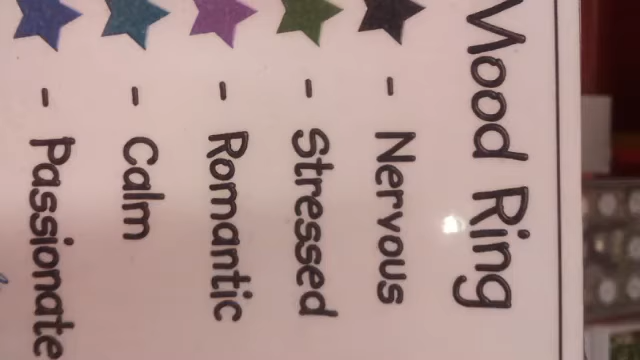 Mood Ring
- Nervous
- Stressed
- Romantic
- Calm
- Passionate